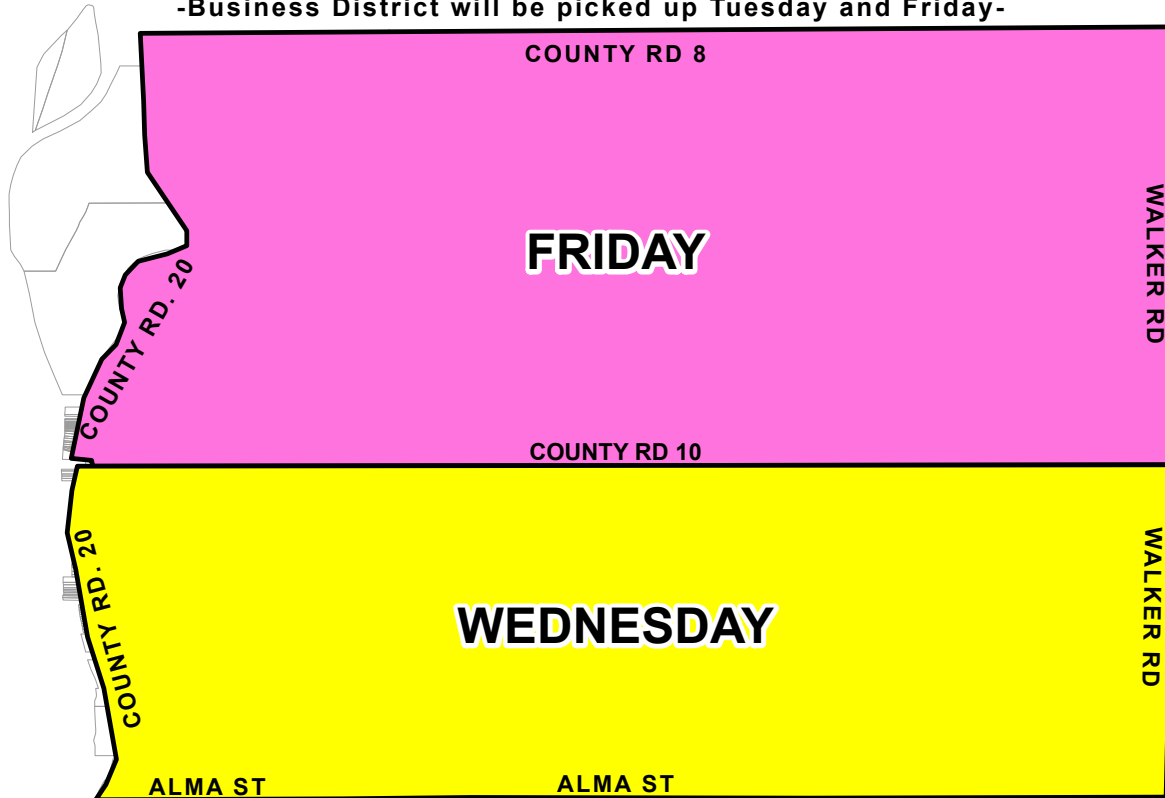 -Business District will be picked up Tuesday and Friday-
COUNTY RD 8
WALKER RD
FRIDAY
COUNTY RD. 20
COUNTY RD 10
COUNTY RD. 20
WALKER RD
WEDNESDAY
ALMA ST
ALMA ST